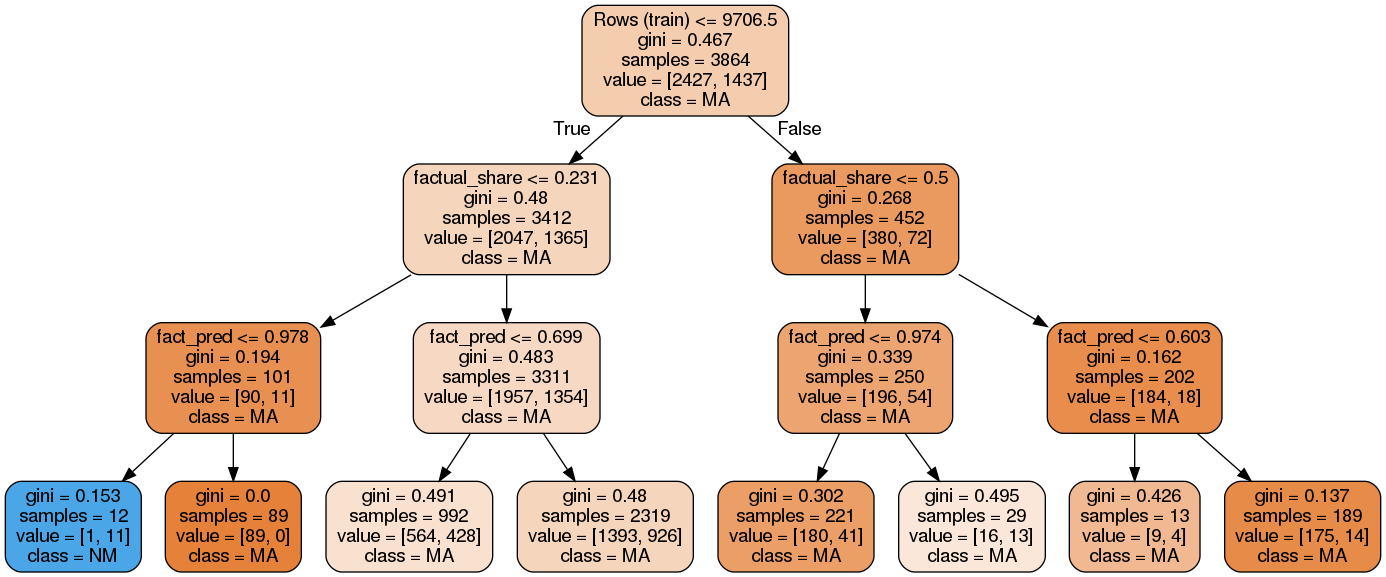 Rows (train) <= 9706.5
gini = 0.467
samples = 3864
value = [2427, 1437]
class = MA
True
False
factual_share <= 0.231
gini = 0.48
samples = 3412
value = [2047, 1365]
class = MA
factual_share <= 0.5
gini = 0.268
samples = 452
value = [380, 72]
class = MA
fact_pred <= 0.978
gini = 0.194
samples = 101
value = [90, 11]
class = MA
fact_pred <= 0.699
gini = 0.483
samples = 3311
value = [1957, 1354]
class = MA
fact_pred <= 0.974
gini = 0.339
samples = 250
value = [196, 54]
class = MA
fact_pred <= 0.603
gini = 0.162
samples = 202
value = [184, 18]
class = MA
gini = 0.153
samples = 12
value = [1, 11]
class = NM
gini = 0.0
samples = 89
value = [89, 0]
class = MA
gini = 0.491
samples = 992
value = [564, 428]
class = MA
gini = 0.48
samples = 2319
value = [1393, 926]
class = MA
gini = 0.302
samples = 221
value = [180, 41]
class = MA
gini = 0.495
samples = 29
value = [16, 13]
class = MA
gini = 0.426
samples = 13
value = [9, 4]
class = MA
gini = 0.137
samples = 189
value = [175, 14]
class = MA